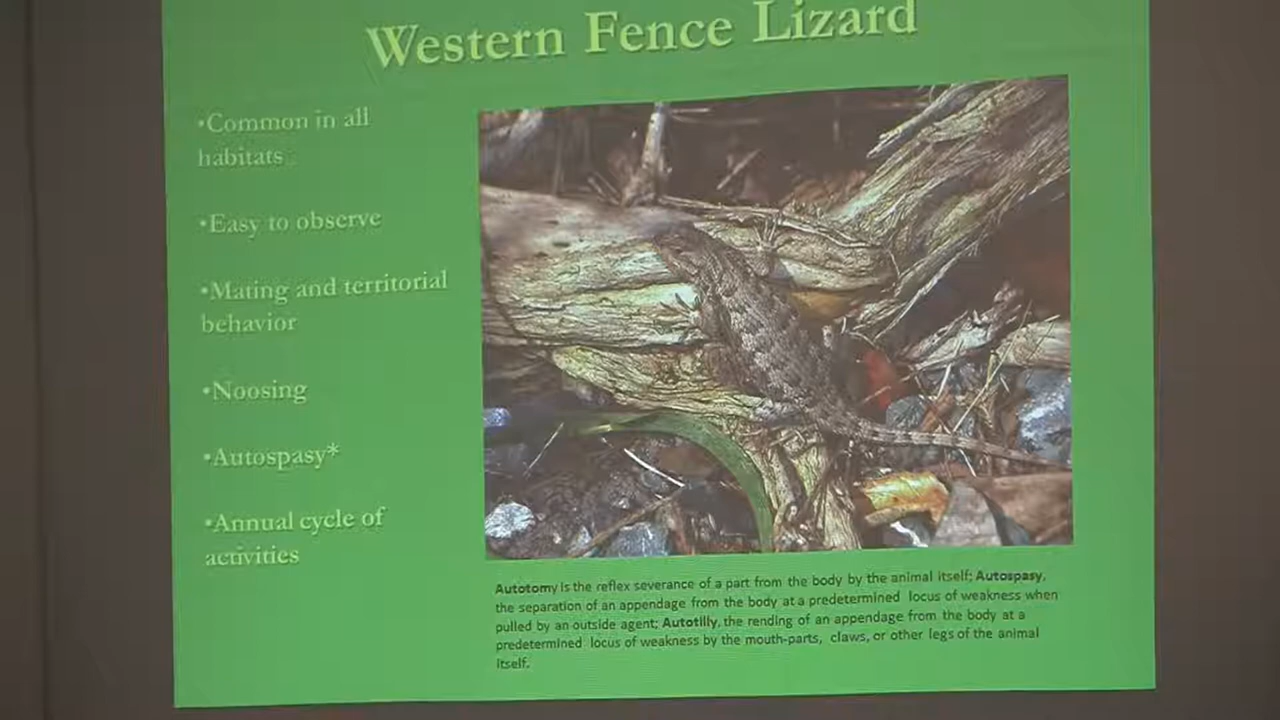 Western Fence Lizard
•Common in all
habitats
•Easy to observe
•Mating and territorial
behavior
•Noosing
•Autospasy*
•Annual cycle of
activities
Autotomy is the reflex severance of a part from the body by the animal itself; Autospasy,
the separation of an appendage from the body at a predetermined locus of weakness when
pulled by an outside agent; Autotilly, the rending of an appendage from the body at a
predetermined locus of weakness by the mouth-parts, claws, or other legs of the animal
itself.